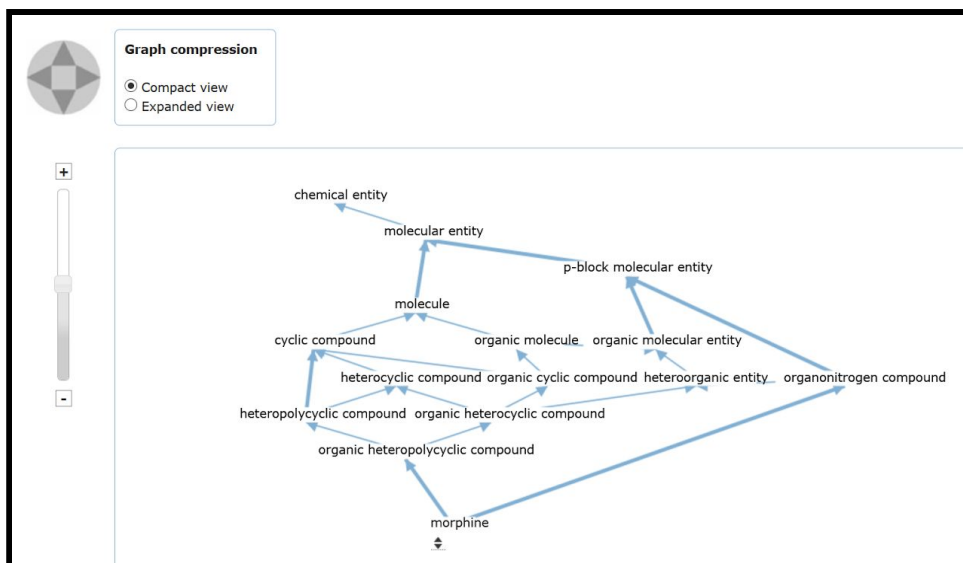 Graph compression
Compact view
Expanded view
+
-
chemical entity
molecular entity
p-block molecular entity
molecule
cyclic compound
organic molecule
organic molecular entity
heterocyclic compound
organic cyclic compound
heteroorganic entity
organonitrogen compound
heteropolycyclic compound
organic heterocyclic compound
organic heteropolycyclic compound
morphine